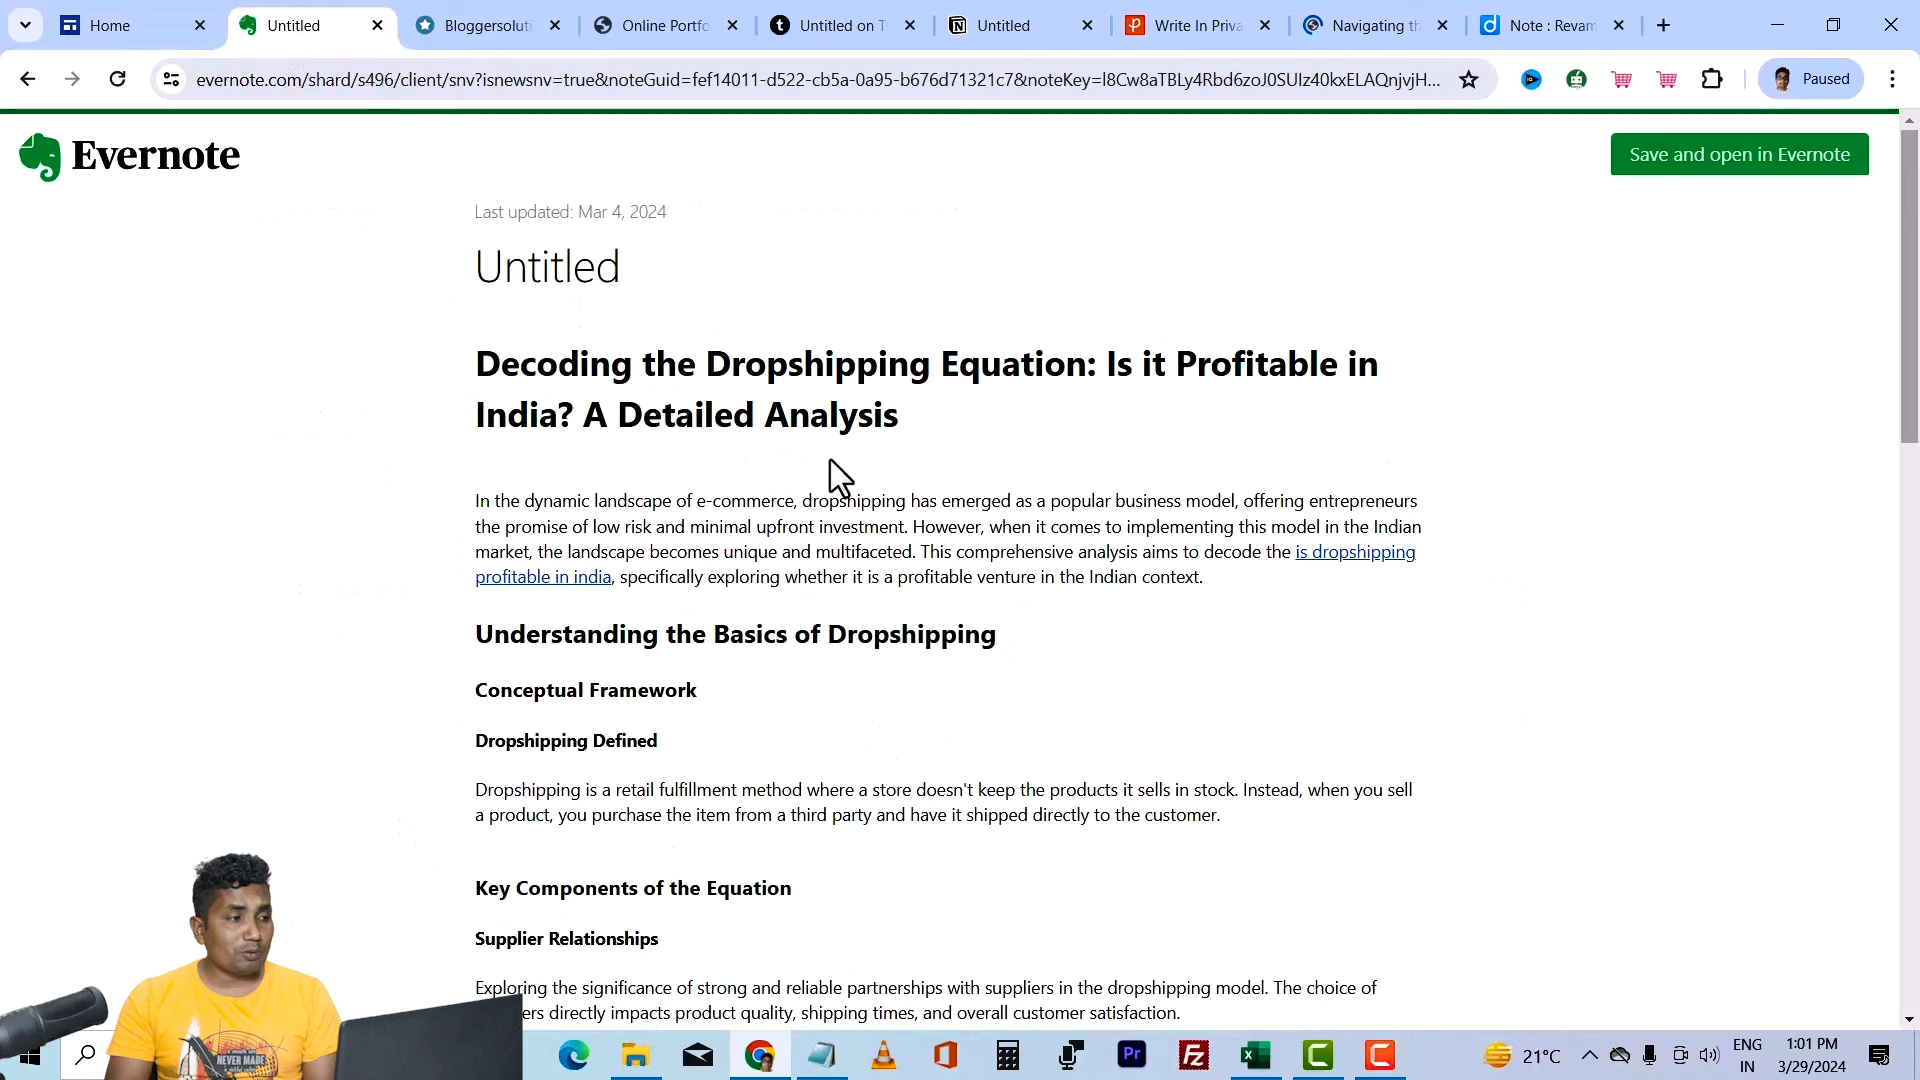 Home
Untitled
Bloggersoluti
Online Portfo
Untitled on T
Untitled
Write In Priva
Navigating th
Note : Revam
evernote.com/shard/s496/client/snv?isnewsnv=true&noteGuid=fef14011-d522-cb5a-0a95-b676d71321c7&noteKey=I8Cw8aTBLy4Rbd6zoJ0SUIz40kxELAQnjvjH...
Paused
Evernote
Save and open in Evernote
Last updated: Mar 4, 2024
Untitled
Decoding the Dropshipping Equation: Is it Profitable in
India? A Detailed Analysis
In the dynamic landscape of e-commerce, dropshipping has emerged as a popular business model, offering entrepreneurs
the promise of low risk and minimal upfront investment. However, when it comes to implementing this model in the Indian
market, the landscape becomes unique and multifaceted. This comprehensive analysis aims to decode the is dropshipping
profitable in india, specifically exploring whether it is a profitable venture in the Indian context.
Understanding the Basics of Dropshipping
Conceptual Framework
Dropshipping Defined
Dropshipping is a retail fulfillment method where a store doesn't keep the products it sells in stock. Instead, when you sell
a product, you purchase the item from a third party and have it shipped directly to the customer.
Key Components of the Equation
Supplier Relationships
Exploring the significance of strong and reliable partnerships with suppliers in the dropshipping model. The choice of
ers directly impacts product quality, shipping times, and overall customer satisfaction.
NEVER MADE
Pr
Fz
21°C
ENG
IN
1:01 PM
3/29/2024